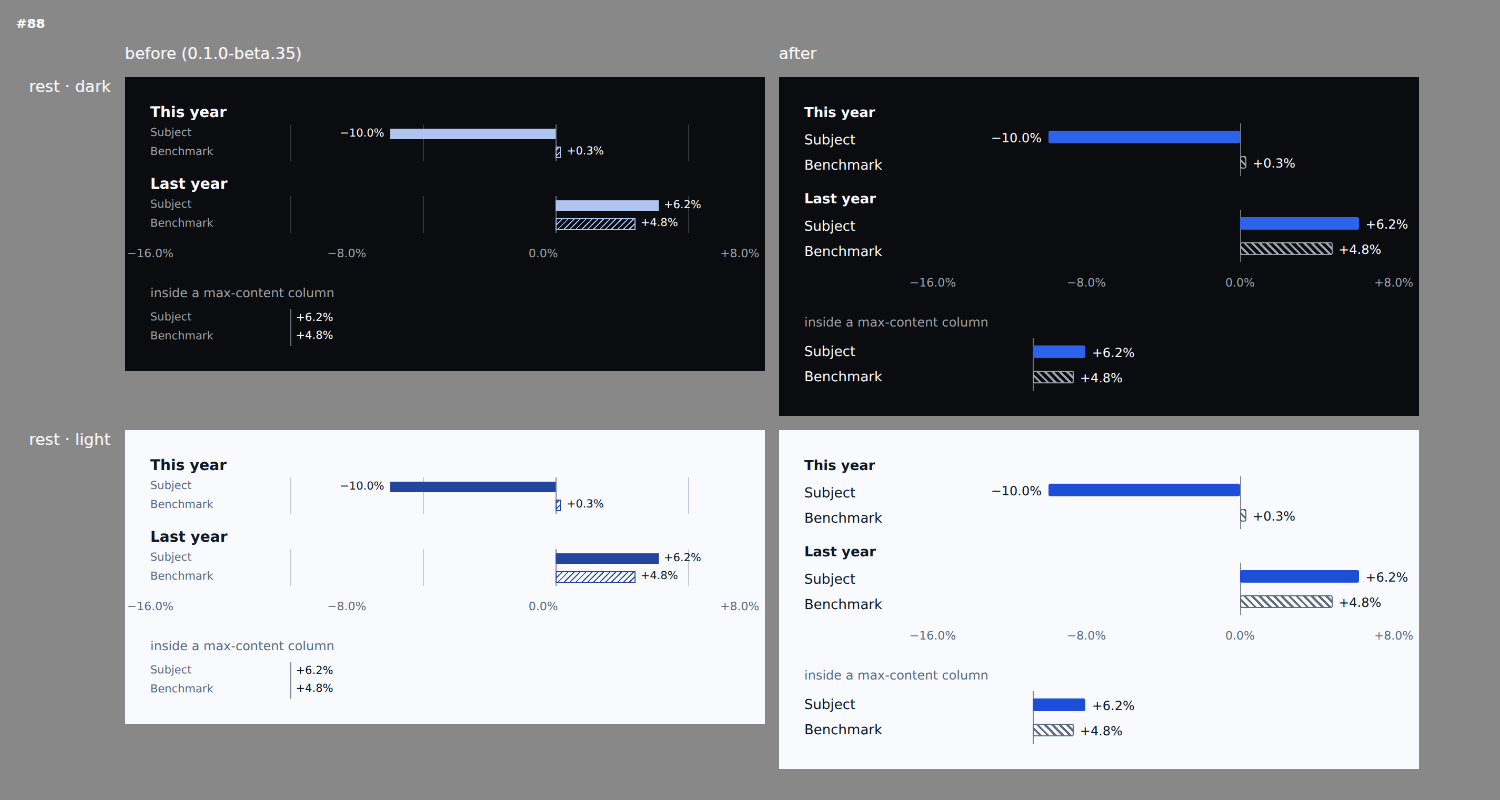 #88
before (0.1.0-beta.35)
after
rest · dark
This year
Subject
−10.0%
Benchmark
+0.3%
Last year
Subject
+6.2%
Benchmark
+4.8%
−16.0% −8.0% 0.0% +8.0%
inside a max-content column
Subject
+6.2%
Benchmark
+4.8%
This year
Subject
−10.0%
Benchmark
+0.3%
Last year
Subject
+6.2%
Benchmark
+4.8%
−16.0% −8.0% 0.0% +8.0%
inside a max-content column
Subject
+6.2%
Benchmark
+4.8%
rest · light
This year
Subject
−10.0%
Benchmark
+0.3%
Last year
Subject
+6.2%
Benchmark
+4.8%
−16.0% −8.0% 0.0% +8.0%
inside a max-content column
Subject
+6.2%
Benchmark
+4.8%
This year
Subject
−10.0%
Benchmark
+0.3%
Last year
Subject
+6.2%
Benchmark
+4.8%
−16.0% −8.0% 0.0% +8.0%
inside a max-content column
Subject
+6.2%
Benchmark
+4.8%